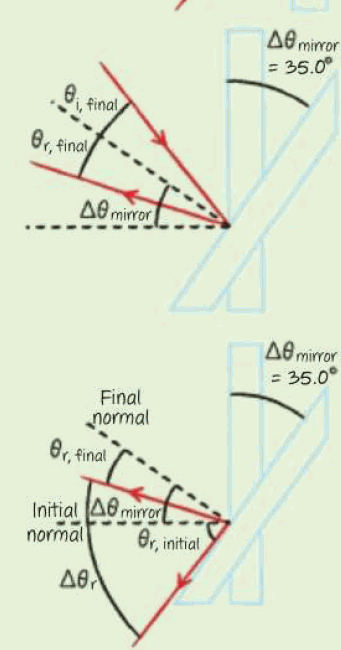 Δθmirror
= 35.0°
θi, final
θr, final
Δθmirror
Δθmirror
= 35.0°
Final
normal
θr, final
Initial
normal
Δθmirror
θr, initial
Δθr